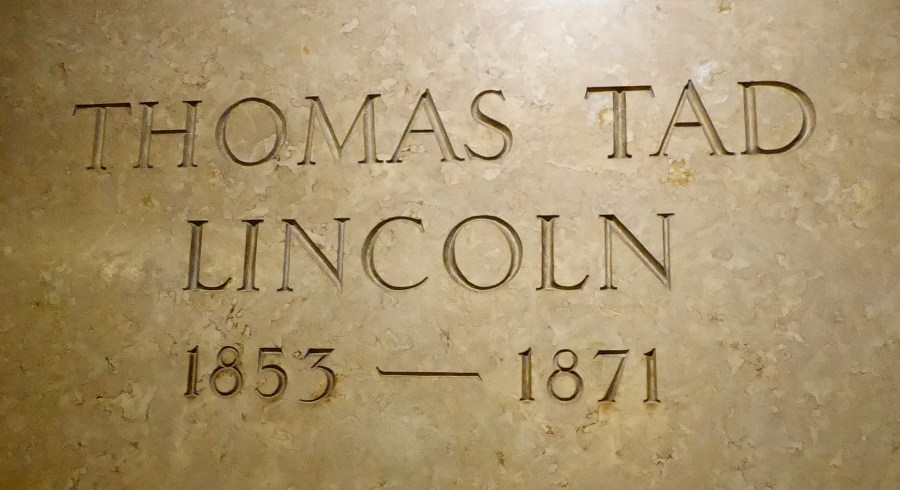 THOMAS TAD
LINCOLN
1853 — 1871